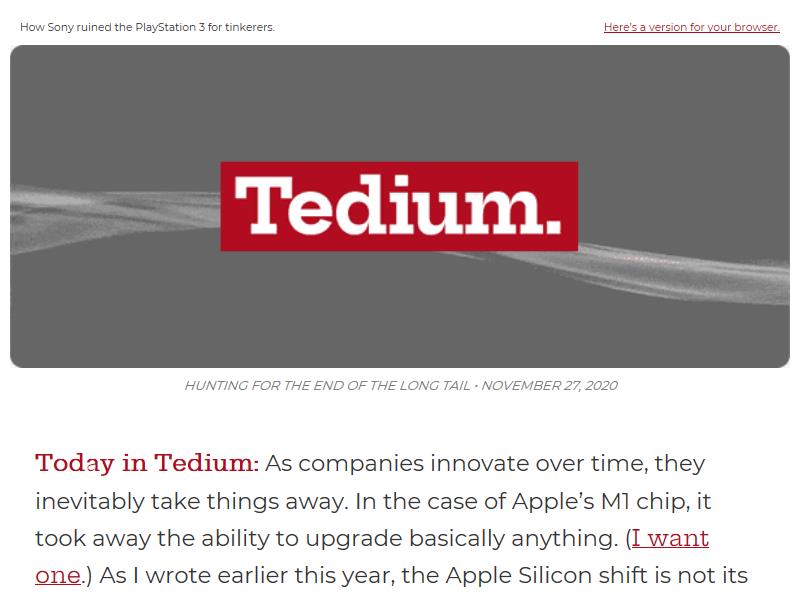 How Sony ruined the PlayStation 3 for tinkerers.
Here's a version for your browser.
Tedium.
HUNTING FOR THE END OF THE LONG TAIL • NOVEMBER 27, 2020
Today in Tedium: As companies innovate over time, they
inevitably take things away. In the case of Apple’s M1 chip, it
took away the ability to upgrade basically anything. (I want
one.) As I wrote earlier this year, the Apple Silicon shift is not its